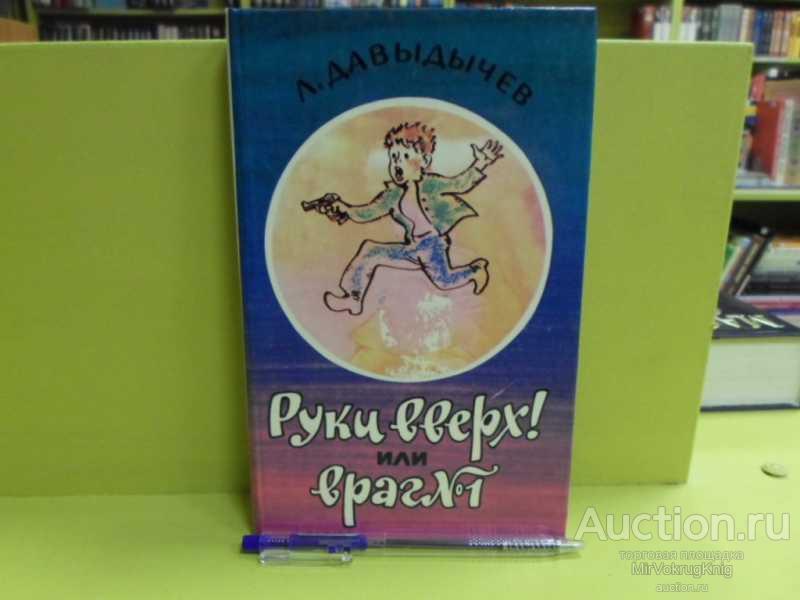 Л. ДАВЫДЫЧЕВ
Руки вверх!
или
враг №1
Auction.ru
торговая площадка
MirVokrugKnig
auction.ru